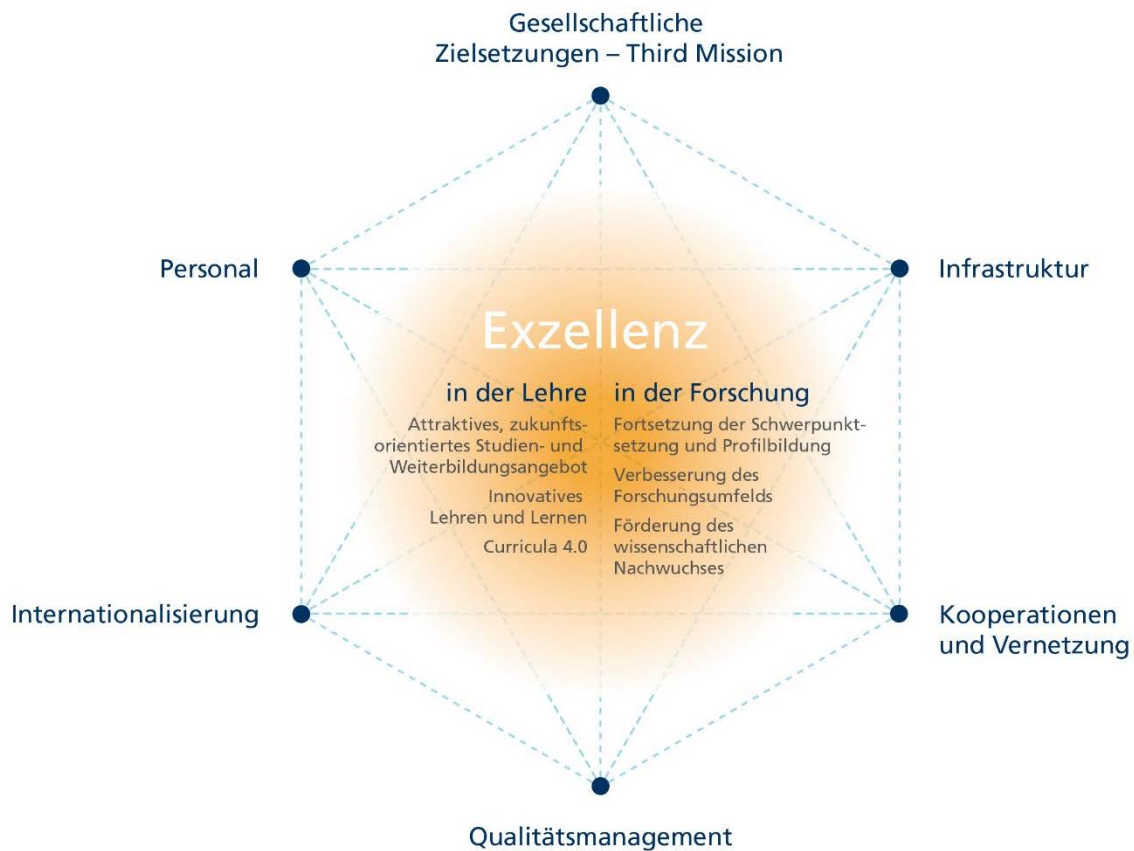 Gesellschaftliche
Zielsetzungen – Third Mission
Personal
Infrastruktur
Exzellenz
in der Lehre
Attraktives, zukunfts-
orientiertes Studien- und
Weiterbildungsangebot
Innovatives
Lehren und Lernen
Curricula 4.0
in der Forschung
Fortsetzung der Schwerpunkt-
setzung und Profilbildung
Verbesserung des
Forschungsumfelds
Förderung des
wissenschaftlichen
Nachwuchses
Internationalisierung
Kooperationen
und Vernetzung
Qualitätsmanagement